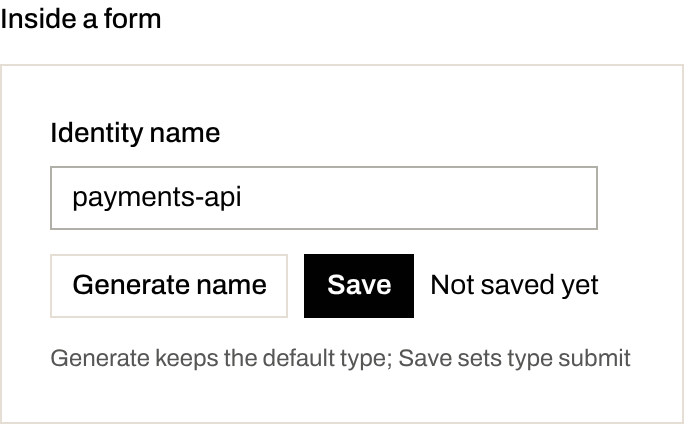 Inside a form
Identity name
payments-api
Generate name Save Not saved yet
Generate keeps the default type; Save sets type submit